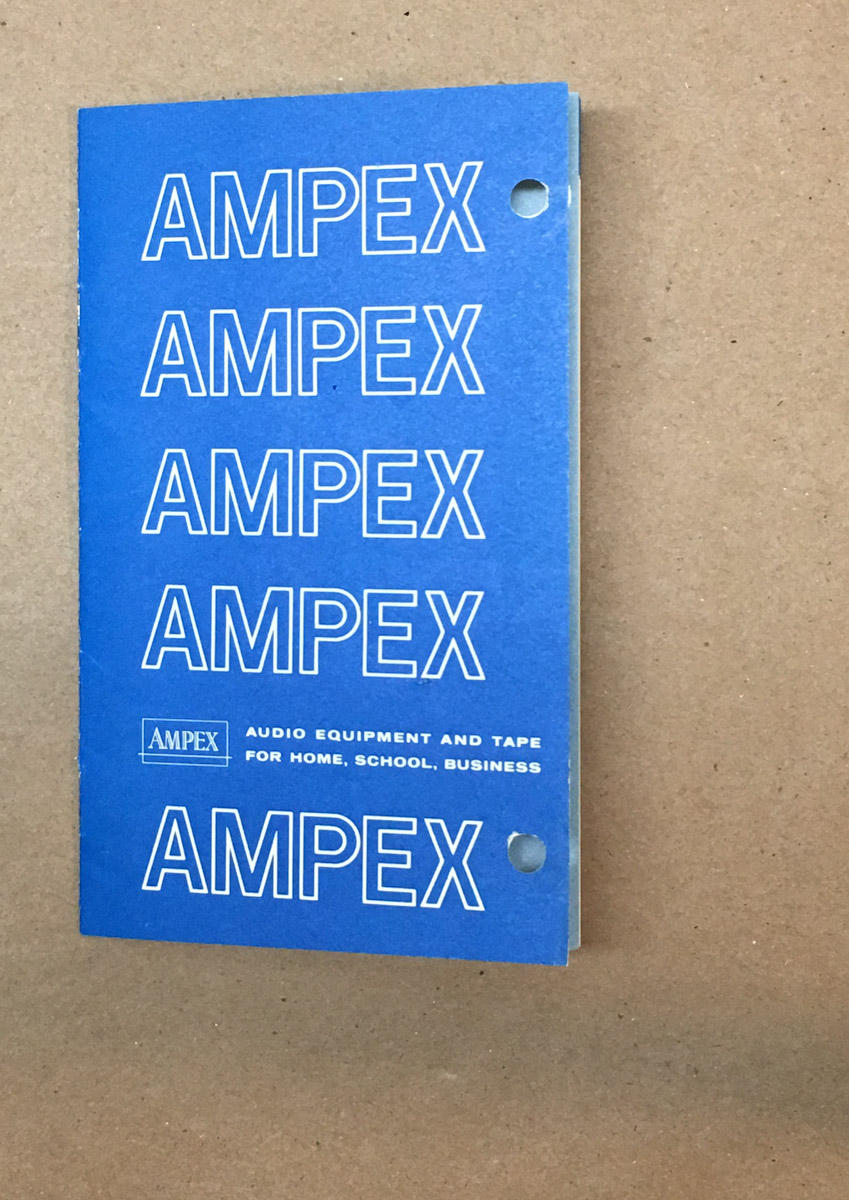 AMPEX
AMPEX
AMPEX
AMPEX
AMPEX
AUDIO EQUIPMENT AND TAPE
FOR HOME, SCHOOL, BUSINESS
AMPEX